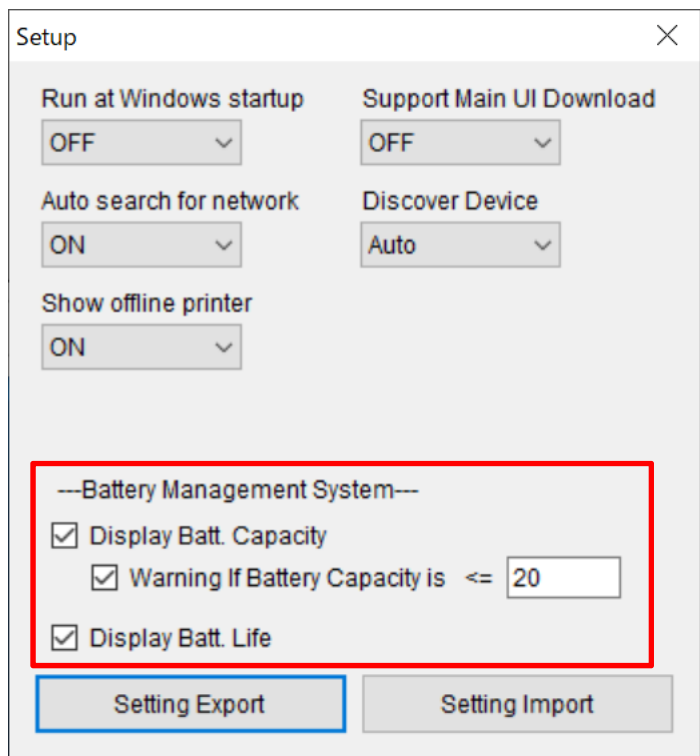 Setup
Run at Windows startup
Support Main UI Download
OFF
OFF
Auto search for network
Discover Device
ON
Auto
Show offline printer
ON
---Battery Management System---
Display Batt. Capacity
Warning If Battery Capacity is <= 20
Display Batt. Life
Setting Export
Setting Import